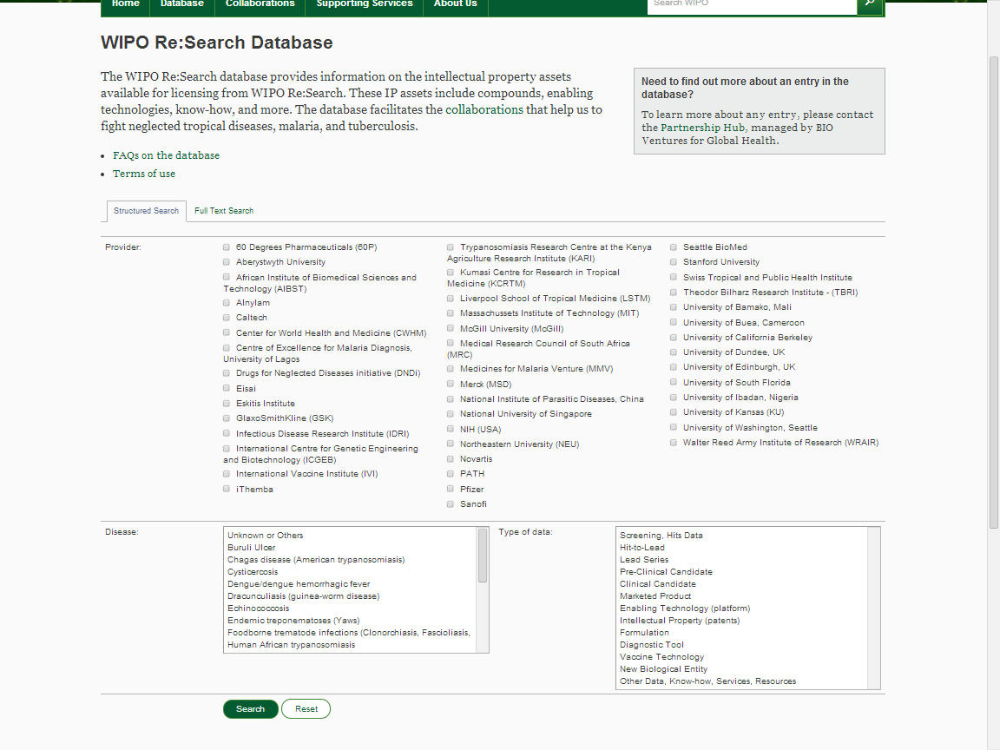 Home
Database
Collaborations
Supporting Services
About Us
Search WIPO
WIPO Re:Search Database
The WIPO Re:Search database provides information on the intellectual property assets
available for licensing from WIPO Re:Search. These IP assets include compounds, enabling
technologies, know-how, and more. The database facilitates the collaborations that help us to
fight neglected tropical diseases, malaria, and tuberculosis.
Need to find out more about an entry in the
database?
To learn more about any entry, please contact
the Partnership Hub, managed by BIO
Ventures for Global Health.
FAQs on the database
Terms of use
Structured Search
Full Text Search
Provider:
60 Degrees Pharmaceuticals (60P)
Aberystwyth University
African Institute of Biomedical Sciences and
Technology (AIBST)
Alnylam
Caltech
Center for World Health and Medicine (CWHM)
Centre of Excellence for Malaria Diagnosis,
University of Lagos
Drugs for Neglected Diseases initiative (DNDi)
Eisai
Eskitis Institute
GlaxoSmithKline (GSK)
Infectious Disease Research Institute (IDRI)
International Centre for Genetic Engineering
and Biotechnology (ICGEB)
International Vaccine Institute (IVI)
iThemba
Trypanosomiasis Research Centre at the Kenya
Agriculture Research Institute (KARI)
Kumasi Centre for Research in Tropical
Medicine (KCRTM)
Liverpool School of Tropical Medicine (LSTM)
Massachussets Institute of Technology (MIT)
McGill University (McGill)
Medical Research Council of South Africa
(MRC)
Medicines for Malaria Venture (MMV)
Merck (MSD)
National Institute of Parasitic Diseases, China
National University of Singapore
NIH (USA)
Northeastern University (NEU)
Novartis
PATH
Pfizer
Sanofi
Seattle BioMed
Stanford University
Swiss Tropical and Public Health Institute
Theodor Bilharz Research Institute - (TBRI)
University of Bamako, Mali
University of Buea, Cameroon
University of California Berkeley
University of Dundee, UK
University of Edinburgh, UK
University of South Florida
University of Ibadan, Nigeria
University of Kansas (KU)
University of Washington, Seattle
Walter Reed Army Institute of Research (WRAIR)
Disease:
Unknown or Others
Buruli Ulcer
Chagas disease (American trypanosomiasis)
Cysticercosis
Dengue/dengue hemorrhagic fever
Dracunculiasis (guinea-worm disease)
Echinococcosis
Endemic treponematoses (Yaws)
Foodborne trematode infections (Clonorchiasis, Fascioliasis,
Human African trypanosomiasis
Type of data:
Screening, Hits Data
Hit-to-Lead
Lead Series
Pre-Clinical Candidate
Clinical Candidate
Marketed Product
Enabling Technology (platform)
Intellectual Property (patents)
Formulation
Diagnostic Tool
Vaccine Technology
New Biological Entity
Other Data, Know-how, Services, Resources
Search
Reset